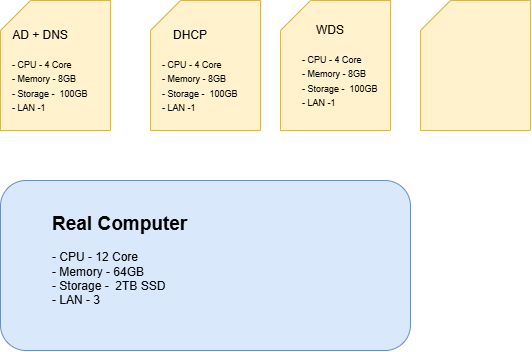 AD + DNS
- CPU - 4 Core
- Memory - 8GB
- Storage -  100GB
- LAN -1
DHCP
- CPU - 4 Core
- Memory - 8GB
- Storage -  100GB
- LAN -1
WDS
- CPU - 4 Core
- Memory - 8GB
- Storage -  100GB
- LAN -1
Real Computer
- CPU - 12 Core
- Memory - 64GB
- Storage -  2TB SSD
- LAN - 3